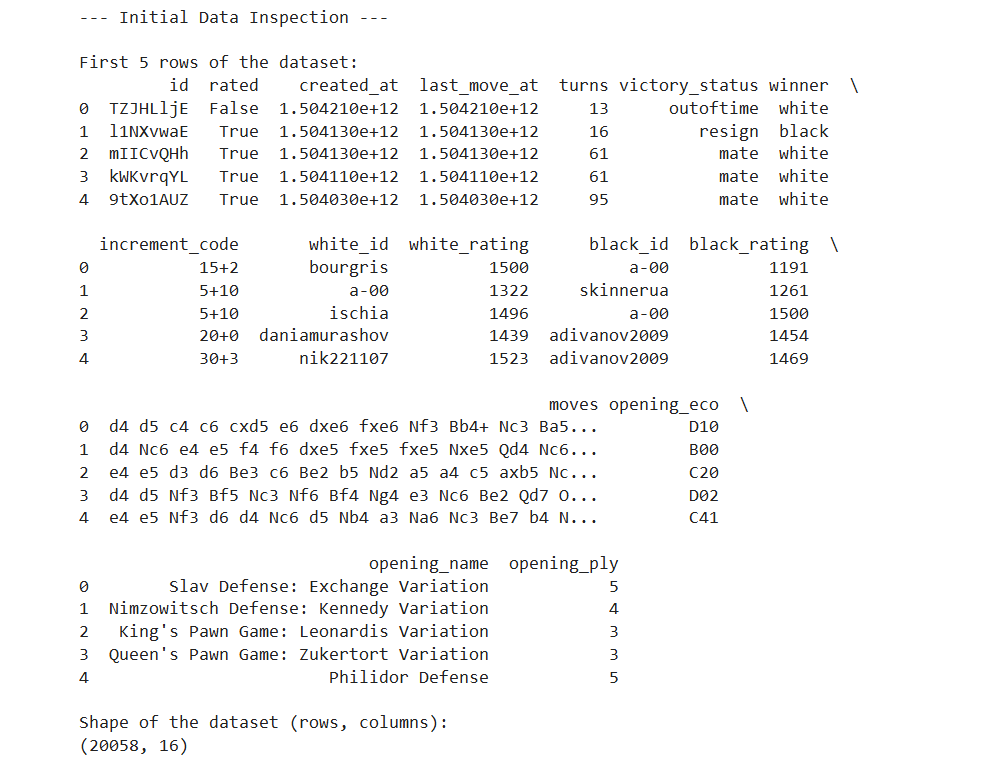 --- Initial Data Inspection ---
First 5 rows of the dataset:
id rated created_at last_move_at turns victory_status winner \
0 TZJHLljE False 1.504210e+12 1.504210e+12 13 outoftime white
1 l1NXvwaE True 1.504130e+12 1.504130e+12 16 resign black
2 mIICvQHh True 1.504130e+12 1.504130e+12 61 mate white
3 kWKvrqYL True 1.504110e+12 1.504110e+12 61 mate white
4 9tXo1AUZ True 1.504030e+12 1.504030e+12 95 mate white
increment_code white_id white_rating black_id black_rating \
0 15+2 bourgris 1500 a-00 1191
1 5+10 a-00 1322 skinnerua 1261
2 5+10 ischia 1496 a-00 1500
3 20+0 daniamurashov 1439 adivanov2009 1454
4 30+3 nik221107 1523 adivanov2009 1469
moves opening_eco \
0 d4 d5 c4 c6 cxd5 e6 dxe6 fxe6 Nf3 Bb4+ Nc3 Ba5... D10
1 d4 Nc6 e4 e5 f4 f6 dxe5 fxe5 fxe5 Nxe5 Qd4 Nc6... B00
2 e4 e5 d3 d6 Be3 c6 Be2 b5 Nd2 a5 a4 c5 axb5 Nc... C20
3 d4 d5 Nf3 Bf5 Nc3 Nf6 Bf4 Ng4 e3 Nc6 Be2 Qd7 O... D02
4 e4 e5 Nf3 d6 d4 Nc6 d5 Nb4 a3 Na6 Nc3 Be7 b4 N... C41
opening_name opening_ply
0 Slav Defense: Exchange Variation 5
1 Nimzowitsch Defense: Kennedy Variation 4
2 King's Pawn Game: Leonardis Variation 3
3 Queen's Pawn Game: Zukertort Variation 3
4 Philidor Defense 5
Shape of the dataset (rows, columns):
(20058, 16)